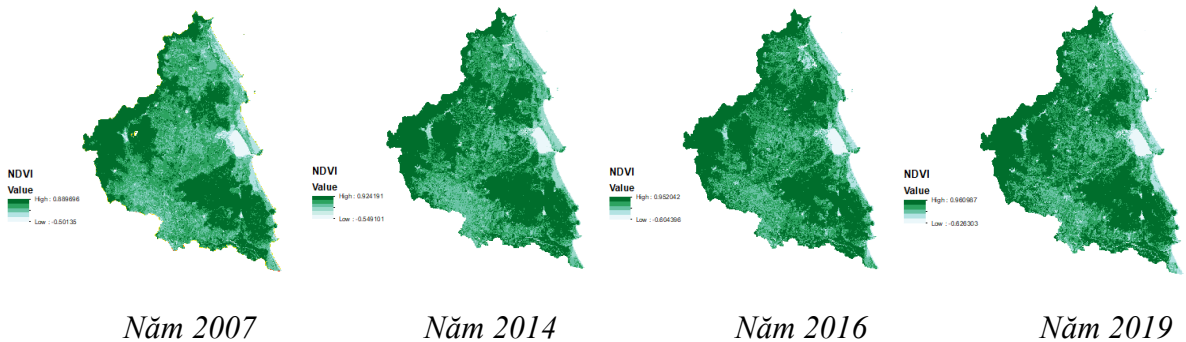 NDVI
Value
High : 0.889696
Low : -0.50135
NDVI
Value
High : 0.924191
Low : -0.549101
NDVI
Value
High : 0.952042
Low : -0.604396
NDVI
Value
High : 0.960987
Low : -0.626303
Năm 2007
Năm 2014
Năm 2016
Năm 2019